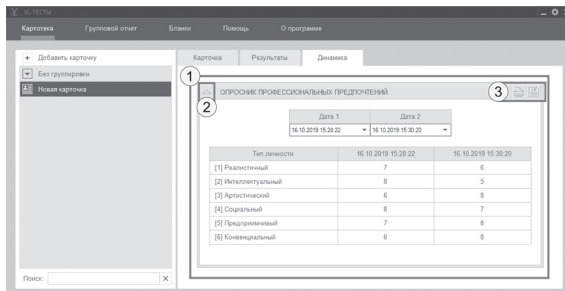 ЧЕ-ТЕСТЫ
Картотека Групповой отчет Бланки Помощь О программе
+ Добавить карточку
Без группировки
Новая карточка
Поиск:
Карточка Результаты Динамика
1
2
ОПРОСНИК ПРОФЕССИОНАЛЬНЫХ ПРЕДПОЧТЕНИЙ
3
Дата 1 Дата 2
16.10.2019 15:28:22 16.10.2019 15:30:20
Тип личности 16.10.2019 15:28:22 16.10.2019 15:30:20
[1] Реалистичный 7 6
[2] Интеллектуальный 8 5
[3] Артистический 6 8
[4] Социальный 8 7
[5] Предприимчивый 7 8
[6] Конвенциальный 6 8